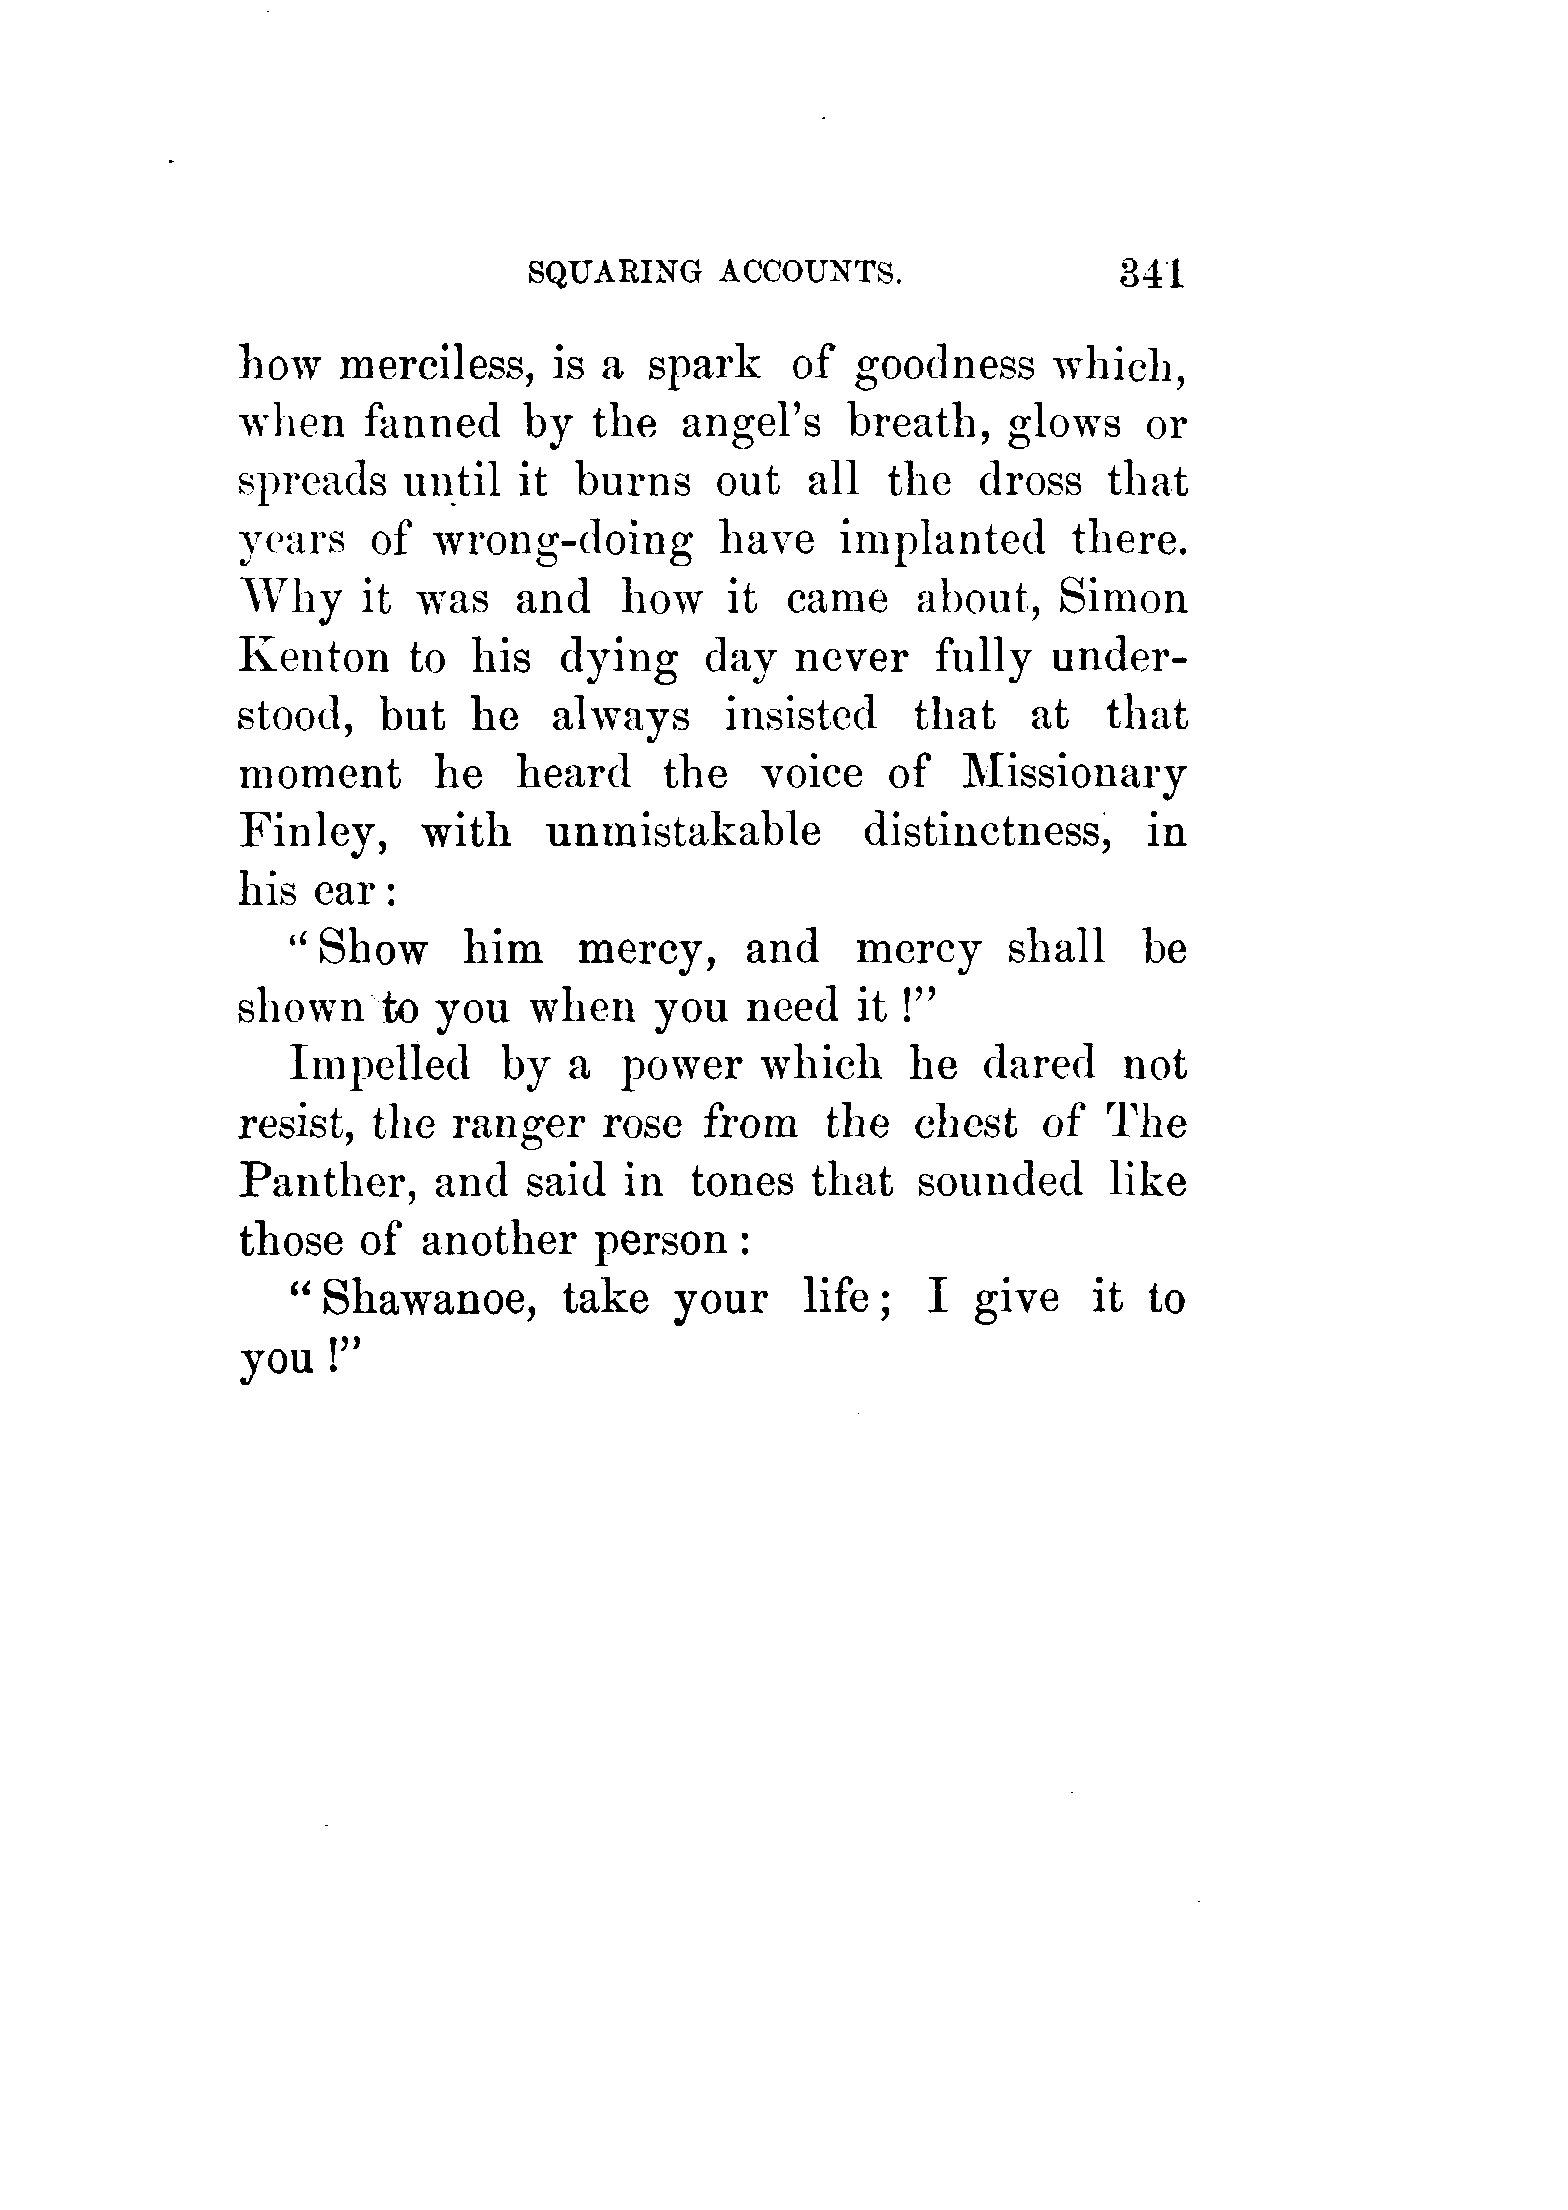 SQUARING ACCOUNTS. 341
how merciless, is a spark of goodness which,
when fanned by the angel's breath, glows or
spreads until it burns out all the dross that
years of wrong-doing have implanted there.
Why it was and how it came about, Simon
Kenton to his dying day never fully under-
stood, but he always insisted that at that
moment he heard the voice of Missionary
Finley, with unmistakable distinctness, in
his ear:
"Show him mercy, and mercy shall be
shown to you when you need it!"
Impelled by a power which he dared not
resist, the ranger rose from the chest of The
Panther, and said in tones that sounded like
those of another person:
"Shawanoe, take your life; I give it to
you!"